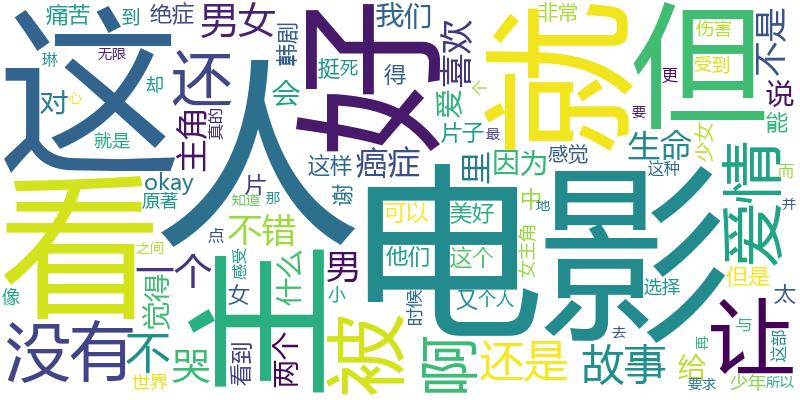 这
人
好
就
但
看
主
电影
痛苦
到
绝症
男女
我们
非常
伤害
不是
琳
无限
韩剧
喜欢
受到
还
挺
死
得
更
说
对
心
却
会
爱
个
要
能
就是
主角
真的
片子
最
生命
少女
这样
癌症
里
因为
感觉
这种
爱情
而
okay
片
谢
中
地
并
原著
知道
那
可以
美好
不错
点
女主角
之间
他们
这个
一个
感受
什么
男
选择
但是
像
觉得
女
小
时候
又
个人
太
让
没有
不
哭
看到
两个
被
啊
还是
去
故事
给
再
与
这部
世界
要求
少年
所以